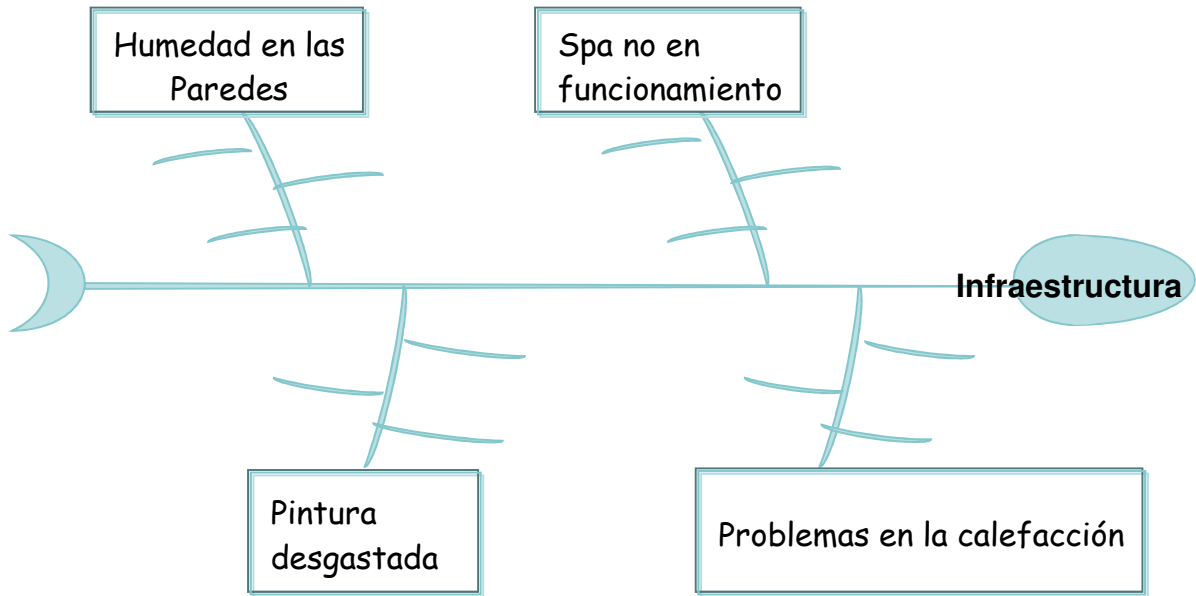 Humedad en las
Paredes
Spa no en
funcionamiento
Infraestructura
Pintura
desgastada
Problemas en la calefacción